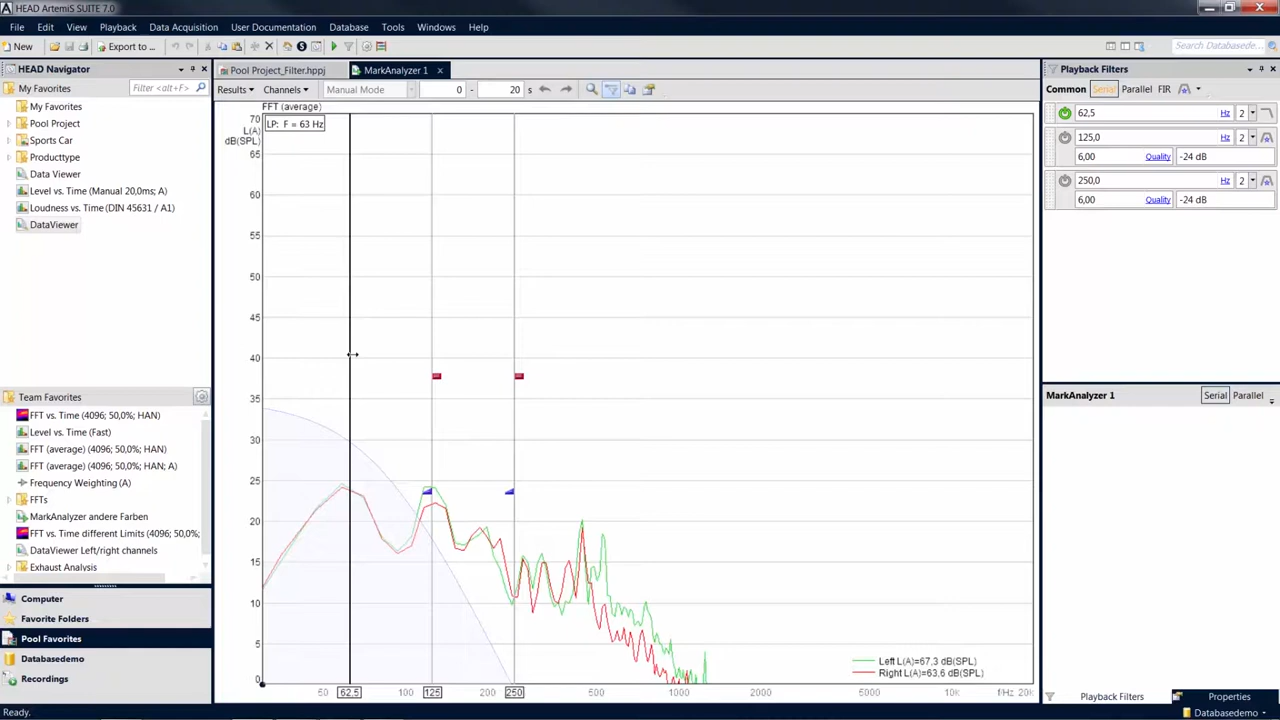 HEAD ArtemiS SUITE 7.0
File Edit View Playback Data Acquisition User Documentation Database Tools Windows Help
New Export to ... Search Databasedemo
HEAD Navigator
My Favorites Filter <alt+F>
My Favorites
Pool Project
Sports Car
Producttype
Data Viewer
Level vs. Time (Manual 20,0ms; A)
Loudness vs. Time (DIN 45631 / A1)
DataViewer
Team Favorites
FFT vs. Time (4096; 50,0%; HAN)
Level vs. Time (Fast)
FFT (average) (4096; 50,0%; HAN)
FFT (average) (4096; 50,0%; HAN; A)
Frequency Weighting (A)
FFTs
MarkAnalyzer andere Farben
FFT vs. Time different Limits (4096; 50,0%;
DataViewer Left/right channels
Exhaust Analysis
Computer
Favorite Folders
Pool Favorites
Databasedemo
Recordings
Ready.
Pool Project_Filter.hppj MarkAnalyzer 1
Results Channels Manual Mode 0 - 20 s
FFT (average)
LP: F = 63 Hz
70
L(A)
dB(SPL)
65
60
55
50
45
40
35
30
25
20
15
10
5
0
50 62,5 100 125 200 250 500 1000 2000 5000 10k f/Hz 20k
Left L(A)=67,3 dB(SPL)
Right L(A)=63,6 dB(SPL)
Playback Filters
Common Serial Parallel FIR
62,5 Hz 2
125,0 Hz 2
6,00 Quality -24 dB
250,0 Hz 2
6,00 Quality -24 dB
MarkAnalyzer 1 Serial Parallel
Playback Filters Properties
Databasedemo